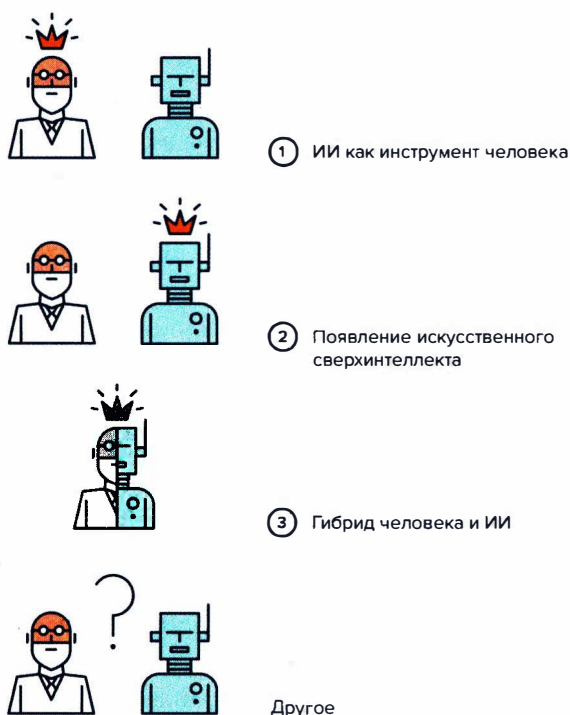 1 ИИ как инструмент человека
2 Появление искусственного
сверхинтеллекта
3 Гибрид человека и ИИ
?
Другое